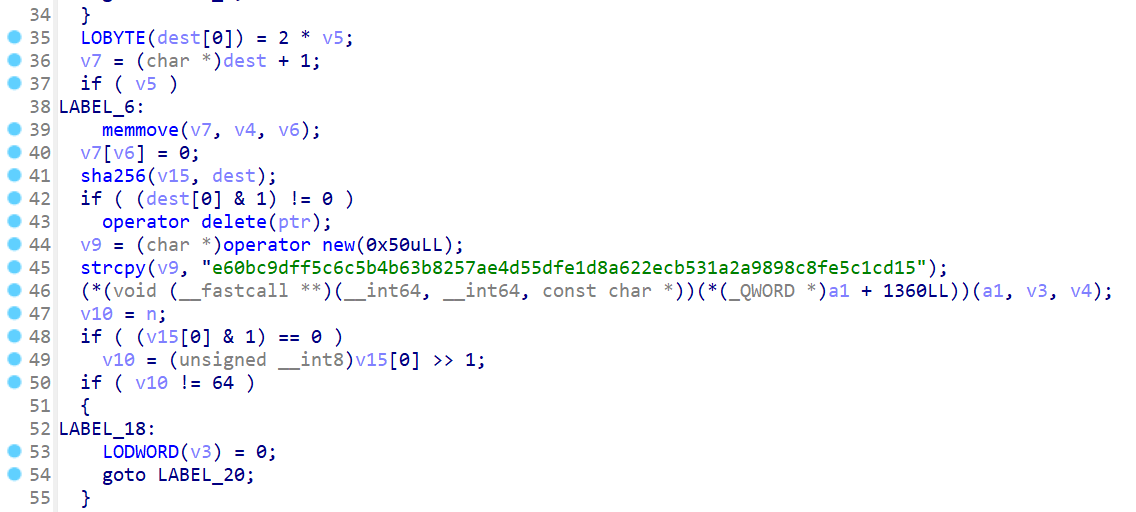 34 }
35 LOBYTE(dest[0]) = 2 * v5;
36 v7 = (char *)dest + 1;
37 if ( v5 )
38 LABEL_6:
39 memmove(v7, v4, v6);
40 v7[v6] = 0;
41 sha256(v15, dest);
42 if ( (dest[0] & 1) != 0 )
43 operator delete(ptr);
44 v9 = (char *)operator new(0x50uLL);
45 strcpy(v9, "e60bc9dff5c6c5b4b63b8257ae4d55dfe1d8a622ecb531a2a9898c8fe5c1cd15");
46 (*(void (__fastcall **)(__int64, __int64, const char *))(*(_QWORD *)a1 + 1360LL))(a1, v3, v4);
47 v10 = n;
48 if ( (v15[0] & 1) == 0 )
49 v10 = (unsigned __int8)v15[0] >> 1;
50 if ( v10 != 64 )
51 {
52 LABEL_18:
53 LODWORD(v3) = 0;
54 goto LABEL_20;
55 }